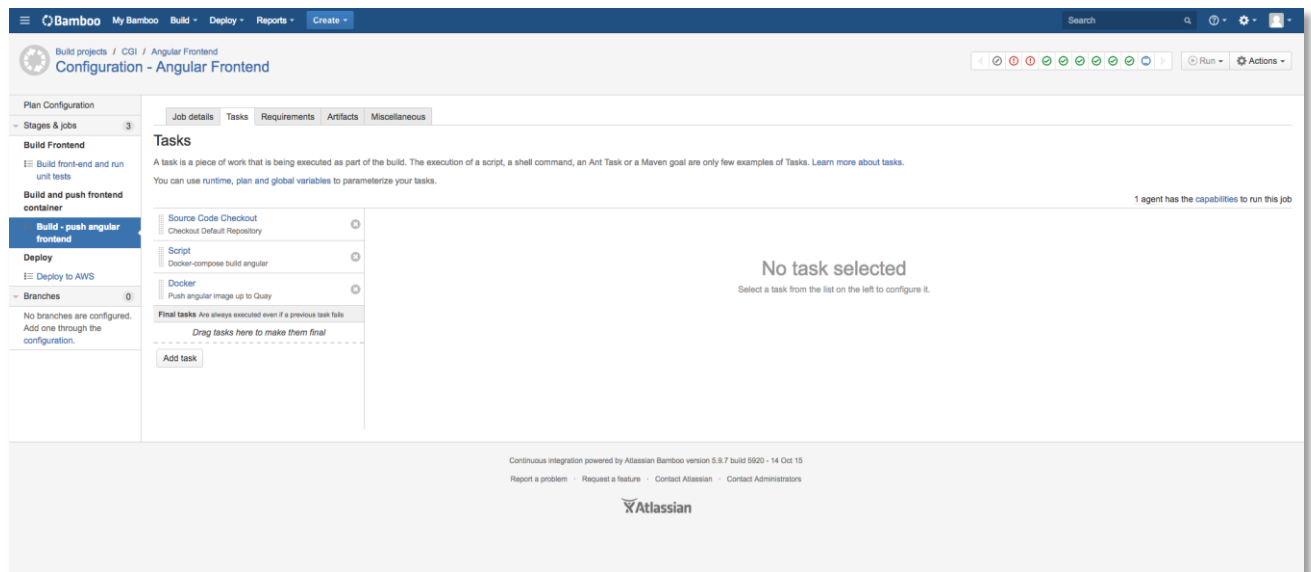 Bamboo My Bamboo Build Deploy Reports Create Search
Build projects / CGI / Angular Frontend
Configuration - Angular Frontend
Run Actions
Plan Configuration
Stages & jobs 3
Build Frontend
Build front-end and run
unit tests
Build and push frontend
container
Build - push angular
frontend
Deploy
Deploy to AWS
Branches 0
No branches are configured.
Add one through the
configuration.
Job details Tasks Requirements Artifacts Miscellaneous
Tasks
A task is a piece of work that is being executed as part of the build. The execution of a script, a shell command, an Ant Task or a Maven goal are only few examples of Tasks. Learn more about tasks.
You can use runtime, plan and global variables to parameterize your tasks.
1 agent has the capabilities to run this job
Source Code Checkout
Checkout Default Repository
Script
Docker-compose build angular
Docker
Push angular image up to Quay
Final tasks Are always executed even if a previous task fails
Drag tasks here to make them final
Add task
No task selected
Select a task from the list on the left to configure it.
Continuous integration powered by Atlassian Bamboo version 5.9.7 build 5920 - 14 Oct 15
Report a problem · Request a feature · Contact Atlassian · Contact Administrators
Atlassian